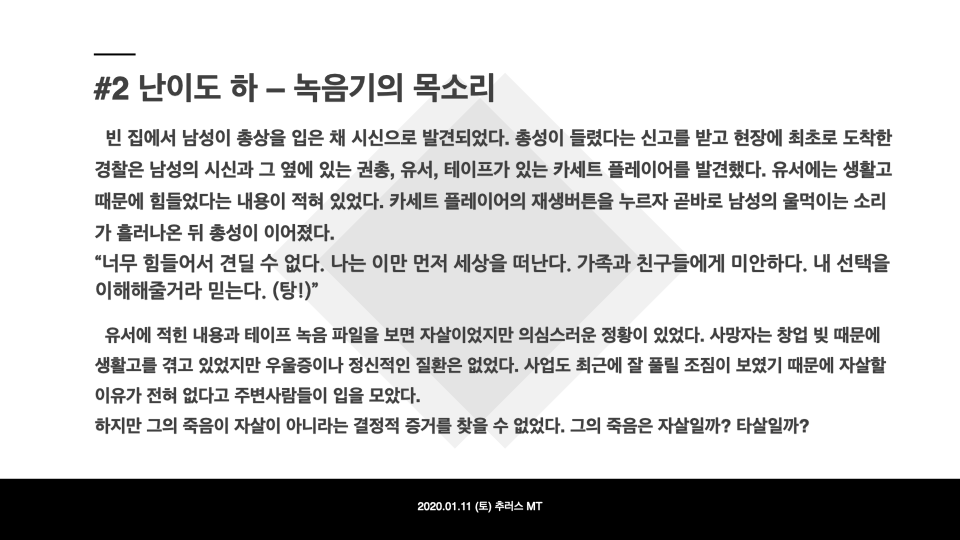 #2 난이도 하 – 녹음기의 목소리
빈 집에서 남성이 총상을 입은 채 시신으로 발견되었다. 총성이 들렸다는 신고를 받고 현장에 최초로 도착한
경찰은 남성의 시신과 그 옆에 있는 권총, 유서, 테이프가 있는 카세트 플레이어를 발견했다. 유서에는 생활고
때문에 힘들었다는 내용이 적혀 있었다. 카세트 플레이어의 재생버튼을 누르자 곧바로 남성의 울먹이는 소리
가 흘러나온 뒤 총성이 이어졌다.
“너무 힘들어서 견딜 수 없다. 나는 이만 먼저 세상을 떠난다. 가족과 친구들에게 미안하다. 내 선택을
이해해줄거라 믿는다. (탕!)”
유서에 적힌 내용과 테이프 녹음 파일을 보면 자살이었지만 의심스러운 정황이 있었다. 사망자는 창업 빚 때문에
생활고를 겪고 있었지만 우울증이나 정신적인 질환은 없었다. 사업도 최근에 잘 풀릴 조짐이 보였기 때문에 자살할
이유가 전혀 없다고 주변사람들이 입을 모았다.
하지만 그의 죽음이 자살이 아니라는 결정적 증거를 찾을 수 없었다. 그의 죽음은 자살일까? 타살일까?
2020.01.11 (토) 추러스 MT